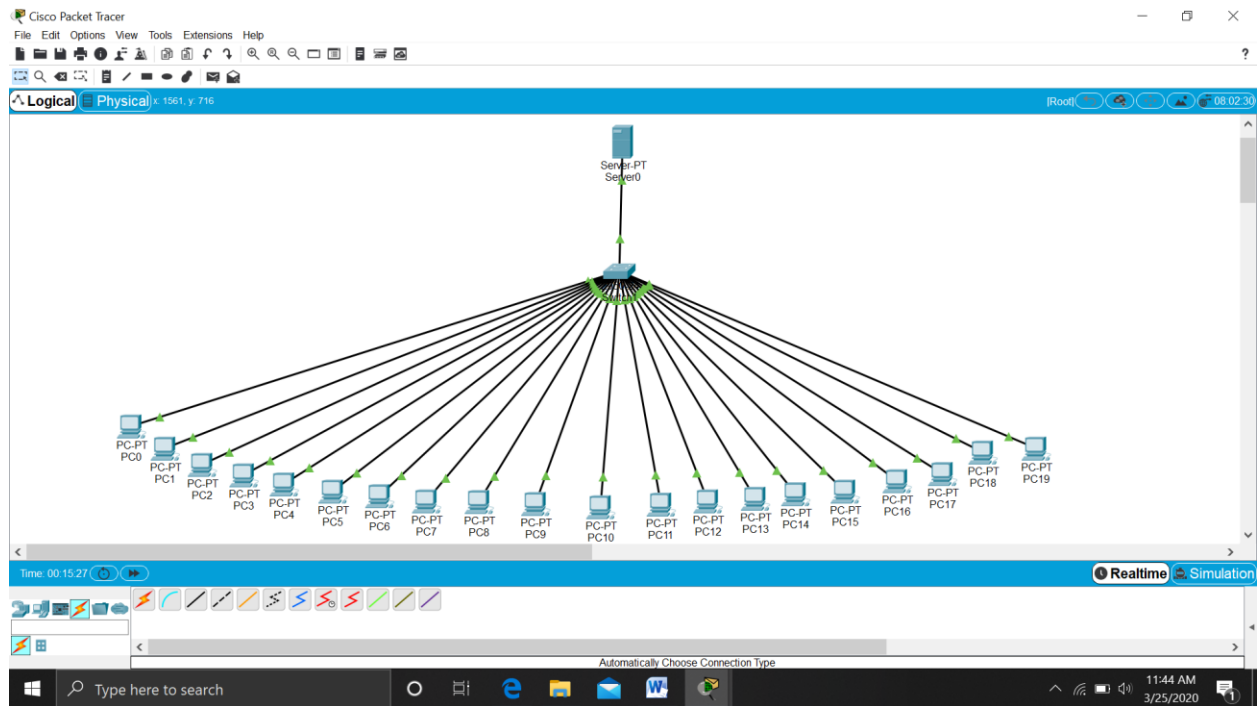 Cisco Packet Tracer
File Edit Options View Tools Extensions Help
?
Logical Physical x: 1561, y: 716 [Root] 08:02:30
Server-PT
Server0
Switch
PC-PT
PC0
PC-PT
PC1
PC-PT
PC2
PC-PT
PC3
PC-PT
PC4
PC-PT
PC5
PC-PT
PC6
PC-PT
PC7
PC-PT
PC8
PC-PT
PC9
PC-PT
PC10
PC-PT
PC11
PC-PT
PC12
PC-PT
PC13
PC-PT
PC14
PC-PT
PC15
PC-PT
PC16
PC-PT
PC17
PC-PT
PC18
PC-PT
PC19
Time: 00:15:27 Realtime Simulation
Automatically Choose Connection Type
Type here to search
11:44 AM
3/25/2020
1